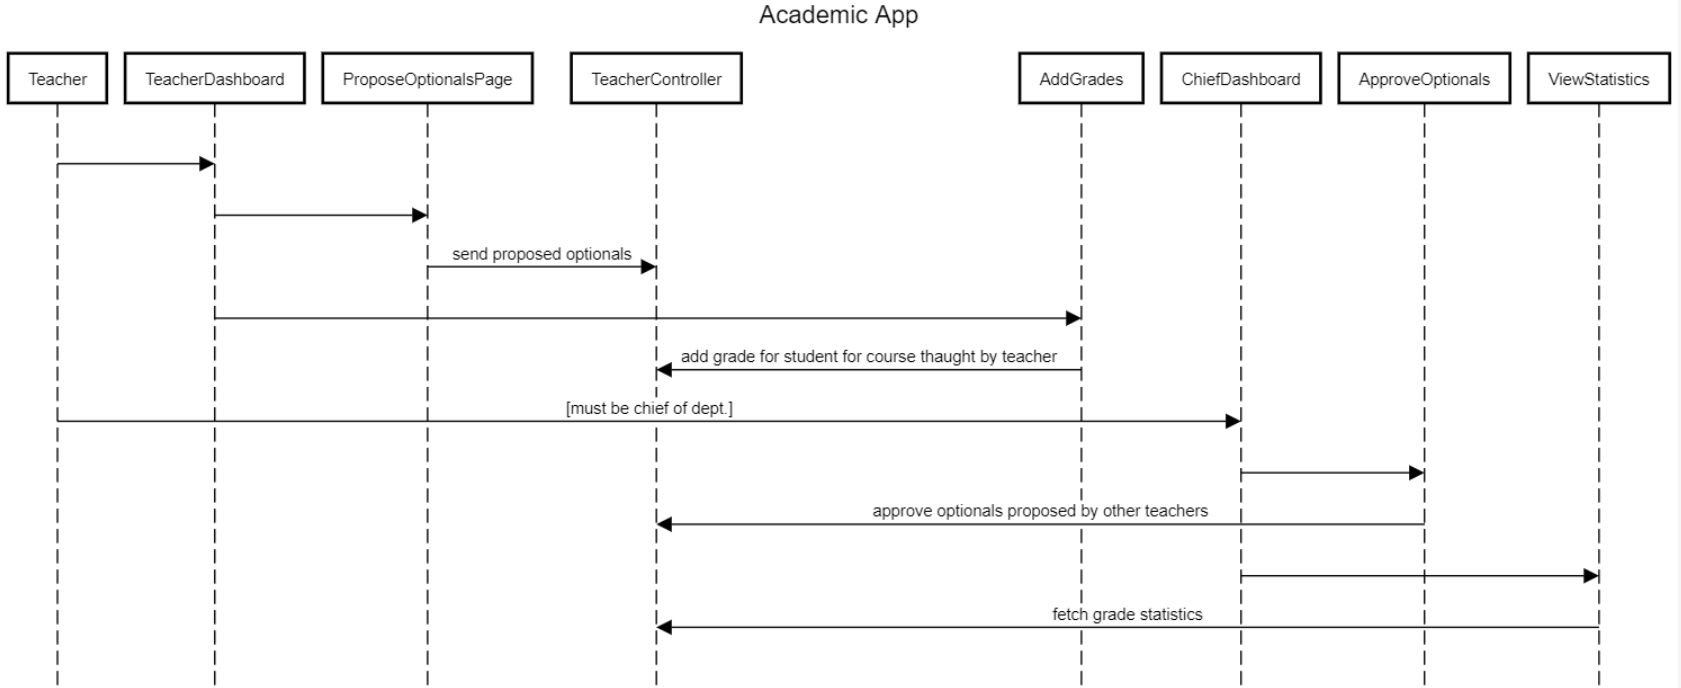 Academic App
Teacher
TeacherDashboard
ProposeOptionalsPage
TeacherController
AddGrades
ChiefDashboard
ApproveOptionals
ViewStatistics
send proposed optionals
add grade for student for course thaught by teacher
[must be chief of dept.]
approve optionals proposed by other teachers
fetch grade statistics